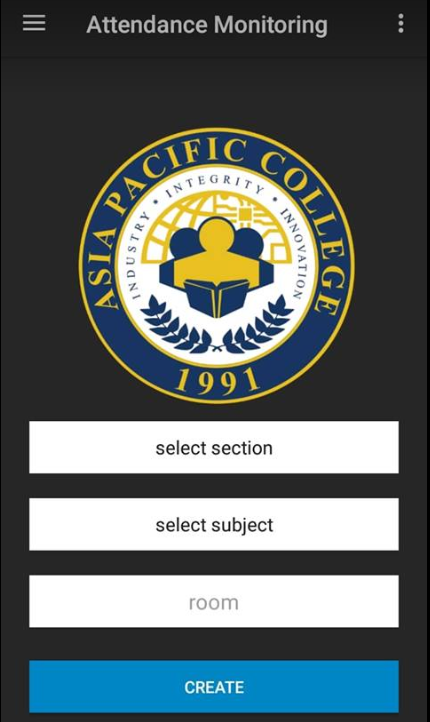 Attendance Monitoring
ASIA PACIFIC COLLEGE
INDUSTRY • INTEGRITY • INNOVATION
1991
select section
select subject
room
CREATE